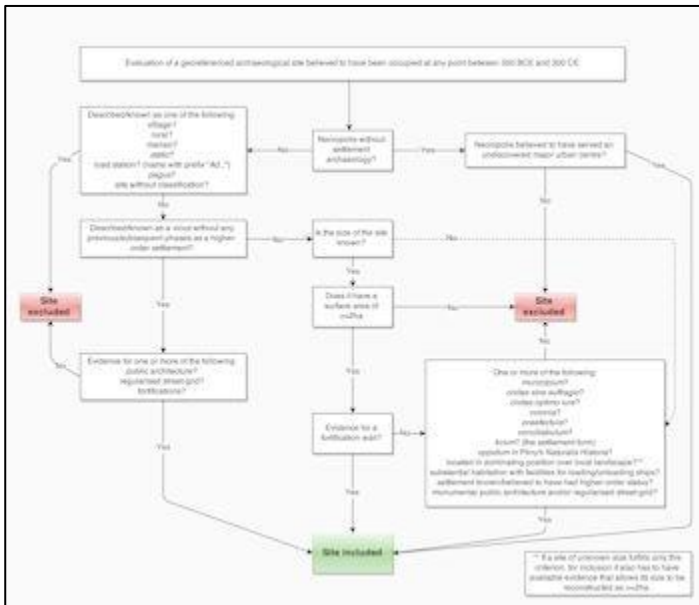 Evaluation of a georeferenced archaeological site believed to have been occupied at any point between and 300 CE
Described/known as one of the following
village?
rural?
mansio?
statio?
road station? (name with prefix "Ad..")
pagus?
site without classification?
No
Necropolis without
settlement
archaeology?
Yes
Necropolis believed to have served an
undiscovered major urban centre?
Yes
Yes
No
No
Described/known as a vicus without any
previous/subsequent phases as a higher
order settlement?
No
Is the size of the site
known?
No
Yes
Site
excluded
Yes
Does it have a
surface area of
>=2ha
No
Site
excluded
No
No
Evidence for one or more of the following
public architecture?
regularised street-grid?
fortifications?
Yes
Yes
Evidence for a
fortification wall?
No
One or more of the following:
municipium?
civitas sine suffragio?
civitas optimo iure?
colonia?
praefectura?
conciliabulum?
forum? (the settlement form)
oppidum in Pliny's Naturalis Historia?
located in dominating position over local landscape?**
substantial habitation with facilities for loading/unloading ships?
settlement known/believed to have had higher-order status?
monumental public architecture and/or regularised street-grid?
Yes
Yes
Site included
** If a site of unknown size fulfils only this
criterion, for inclusion it also has to have
available evidence that allows its size to be
reconstructed as >=2ha